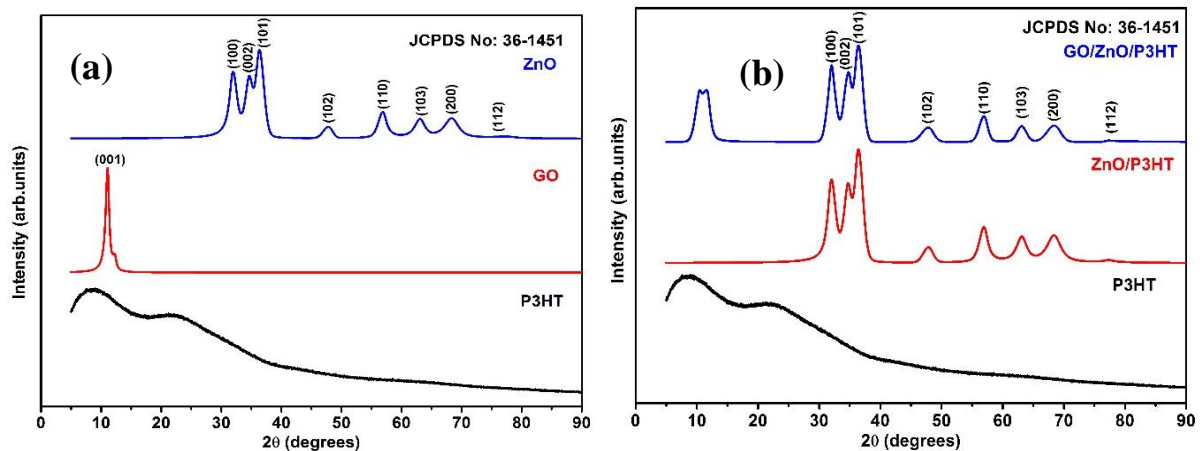 (a)
JCPDS No: 36-1451
ZnO
(100)
(002)
(101)
(102)
(110)
(103)
(200)
(112)
(001)
GO
P3HT
Intensity (arb.units)
0 10 20 30 40 50 60 70 80 90
2θ (degrees)
(b)
JCPDS No: 36-1451
GO/ZnO/P3HT
(100)
(002)
(101)
(102)
(110)
(103)
(200)
(112)
ZnO/P3HT
P3HT
Intensity (arb.units)
0 10 20 30 40 50 60 70 80 90
2θ (degrees)